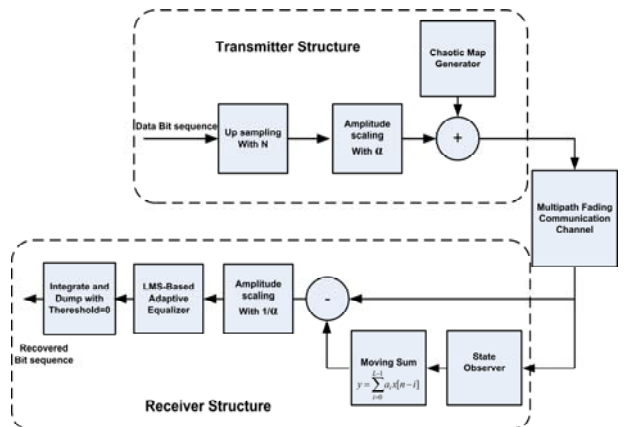 Transmitter Structure
Chaotic Map
Generator
Data Bit sequence
Up sampling
With N
Amplitude
scaling
With α
+
Multipath Fading
Communication
Channel
Integrate and
Dump with
Thereshold=0
LMS-Based
Adaptive
Equalizer
Amplitude
scaling
With 1/α
-
Recovered
Bit sequence
Moving Sum
y = \sum_{i=0}^{L-1} a_i x[n-i]
State
Observer
Receiver Structure